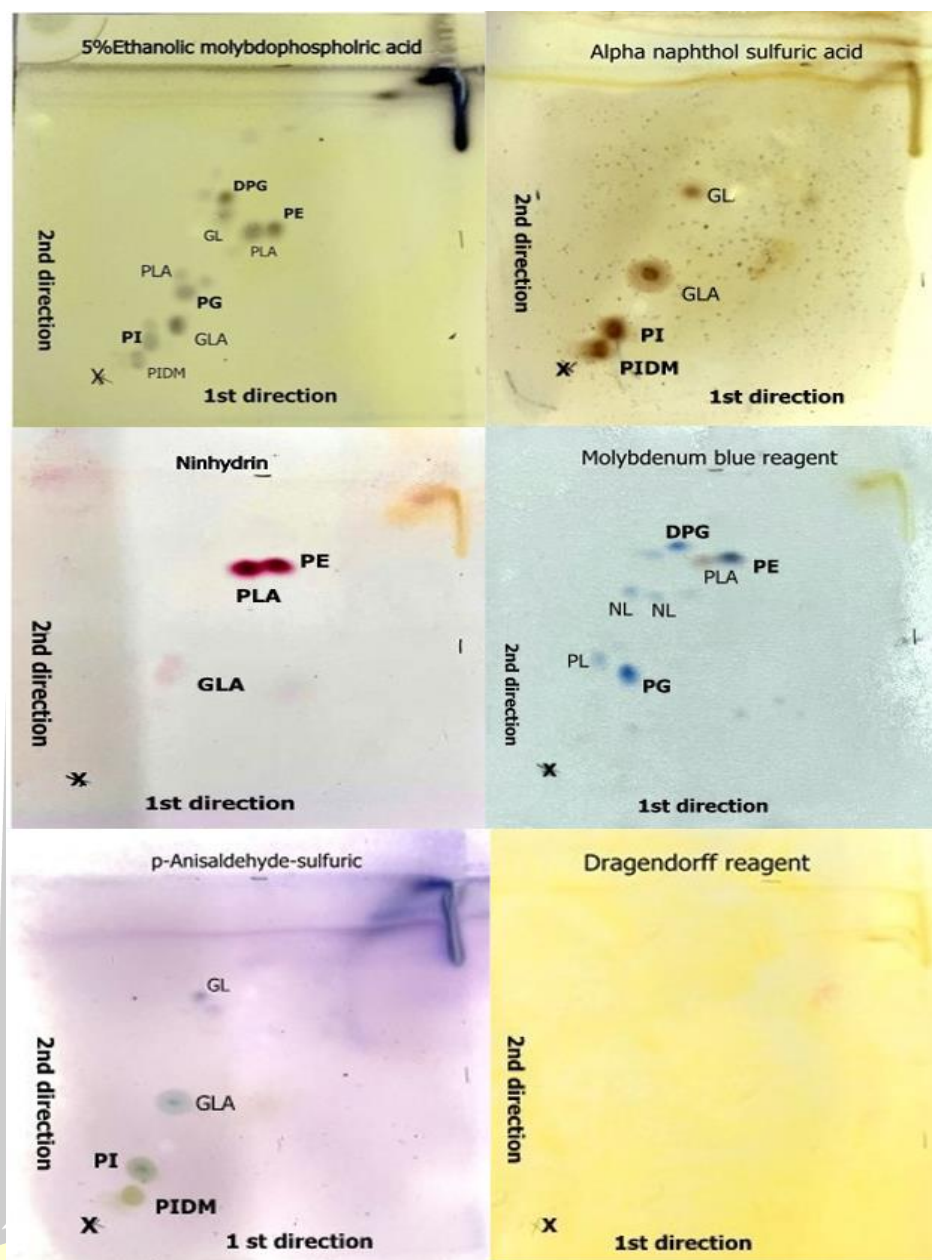 5%Ethanolic molybdophospholric acid
DPG
PE
GL
PLA
PLA
PG
PI
GLA
PIDM
X
2nd direction
1st direction
Alpha naphthol sulfuric acid
GL
GLA
PI
PIDM
X
2nd direction
1st direction
Ninhydrin
PE
PLA
GLA
X
2nd direction
1st direction
Molybdenum blue reagent
DPG
PE
PLA
NL NL
PL
PG
X
2nd direction
1st direction
p-Anisaldehyde-sulfuric
GL
GLA
PI
PIDM
X
2nd direction
1 st direction
Dragendorff reagent
X
2nd direction
1st direction